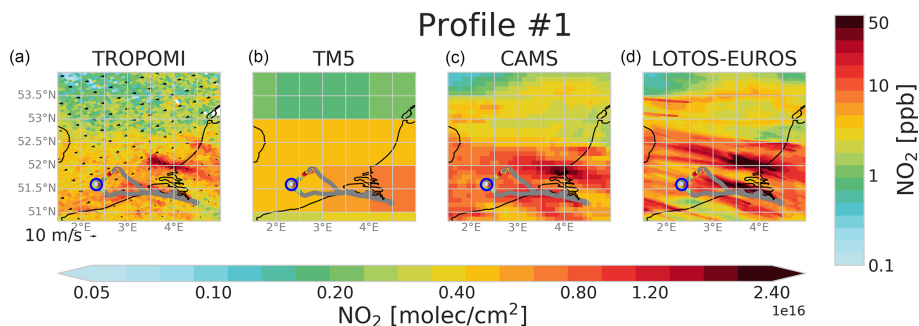 Profile #1
(a) TROPOMI (b) TM5 (c) CAMS (d) LOTOS-EUROS
53.5°N
53°N
52.5°N
52°N
51.5°N
51°N
2°E 3°E 4°E 2°E 3°E 4°E 2°E 3°E 4°E 2°E 3°E 4°E
10 m/s
50
10
1
0.1
NO₂ [ppb]
0.05 0.10 0.20 0.40 0.80 1.20 2.40
1e16
NO₂ [molec/cm²]